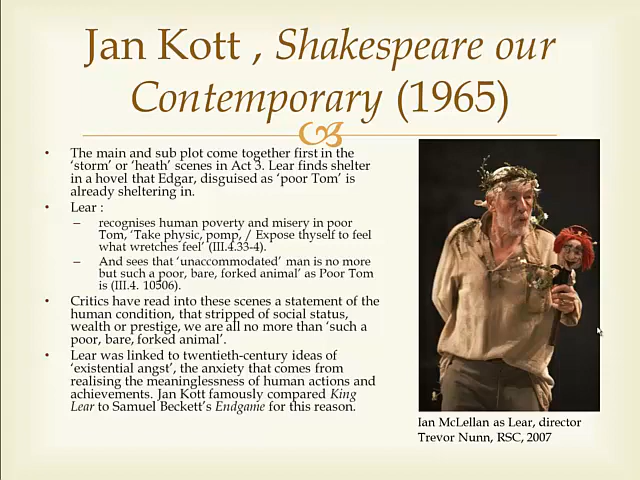 Jan Kott , Shakespeare our
Contemporary (1965)
• The main and sub plot come together first in the
'storm' or 'heath' scenes in Act 3. Lear finds shelter
in a novel that Edgar, disguised as 'poor Tom' is
already sheltering in.
• Lear :
– recognises human poverty and misery in poor
Tom, 'Take physic, pomp, / Expose thyself to feel
what wretches feel' (III.4.33-4).
– And sees that 'unaccommodated' man is no more
but such a poor, bare, forked animal' as Poor Tom
is (III.4. 10506).
• Critics have read into these scenes a statement of the
human condition, that stripped of social status,
wealth or prestige, we are all no more than 'such a
poor, bare, forked animal'.
• Lear was linked to twentieth-century ideas of
'existential angst', the anxiety that comes from
realising the meaninglessness of human actions and
achievements. Jan Kott famously compared King
Lear to Samuel Beckett's Endgame for this reason.
Ian McLellan as Lear, director
Trevor Nunn, RSC, 2007